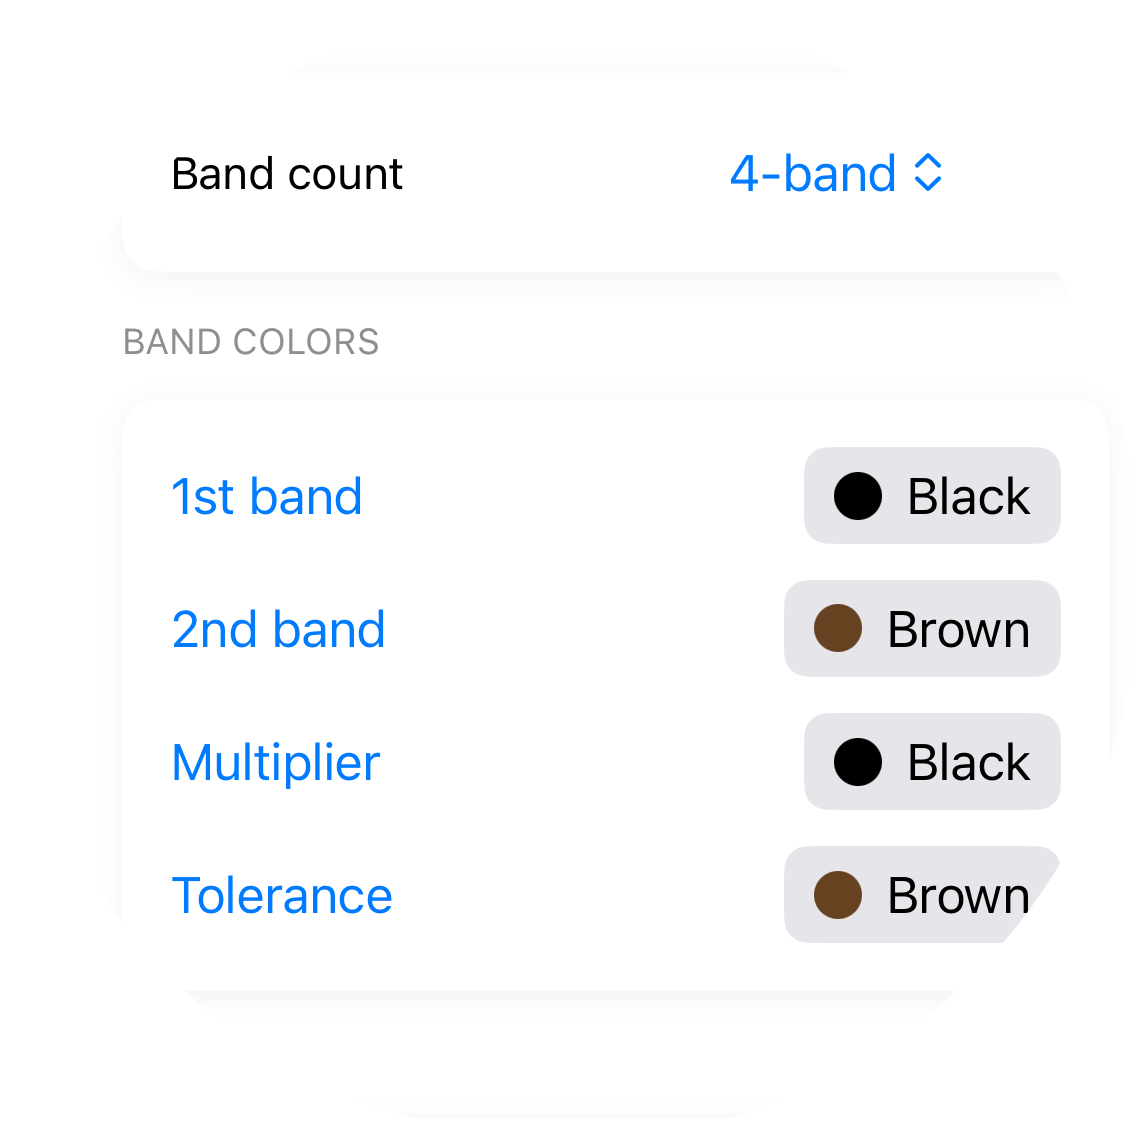 Band count 4-band
BAND COLORS
1st band Black
2nd band Brown
Multiplier Black
Tolerance Brown